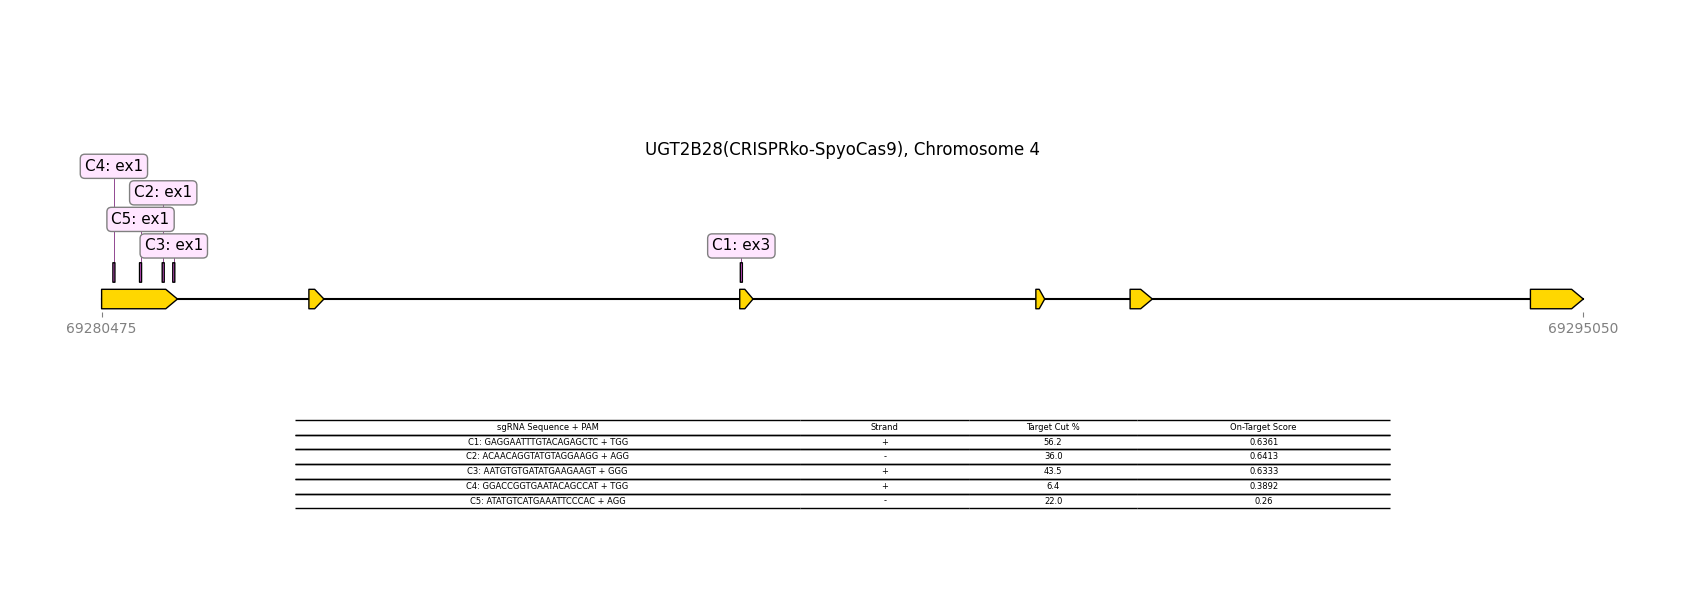 UGT2B28(CRISPRko-SpyoCas9), Chromosome 4
C4: ex1
C2: ex1
C5: ex1
C3: ex1
C1: ex3
69280475
69295050
sgRNA Sequence + PAM Strand Target Cut % On-Target Score
C1: GAGGAATTTGTACAGAGCTC + TGG + 56.2 0.6361
C2: ACAACAGGTATGTAGGAAGG + AGG - 36.0 0.6413
C3: AATGTGTGATATGAAGAAGT + GGG + 43.5 0.6333
C4: GGACCGGTGAATACAGCCAT + TGG + 6.4 0.3892
C5: ATATGTCATGAAATTCCCAC + AGG - 22.0 0.26